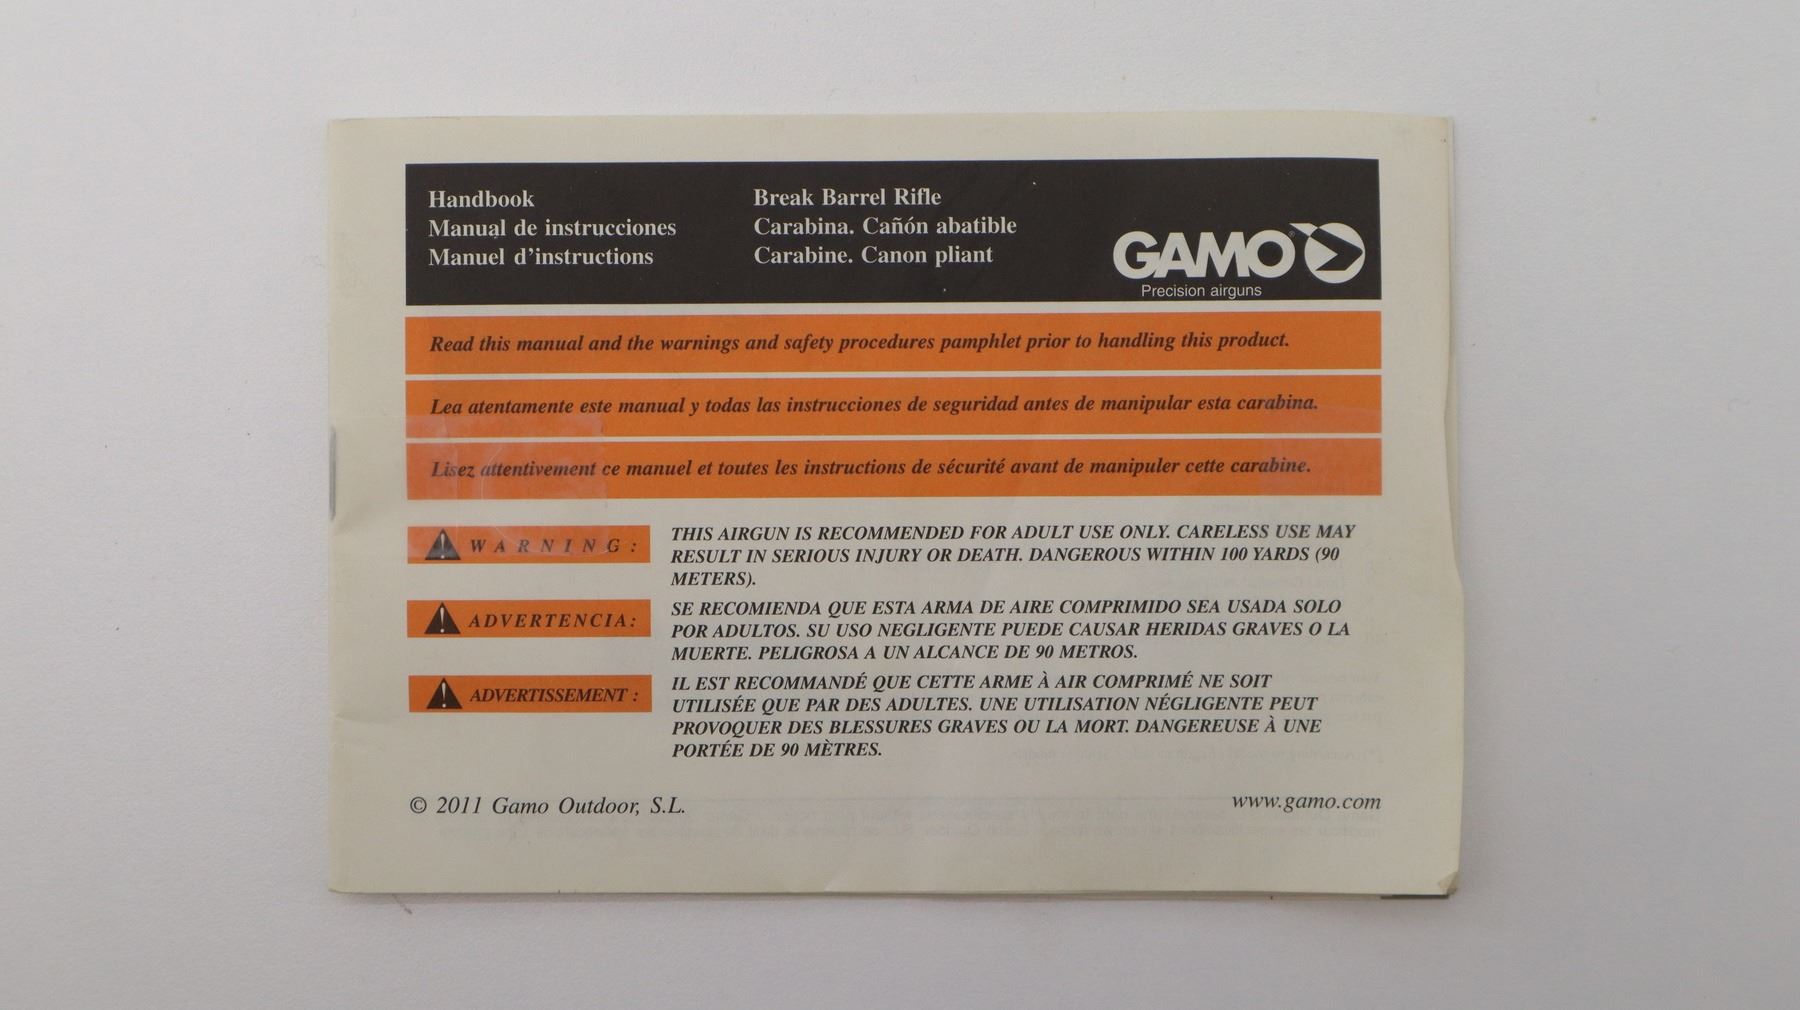 Handbook
Manual de instrucciones
Manuel d'instructions
Break Barrel Rifle
Carabina. Cañón abatible
Carabine. Canon pliant
GAMO®
Precision airguns
Read this manual and the warnings and safety procedures pamphlet prior to handling this product.
Lea atentamente este manual y todas las instrucciones de seguridad antes de manipular esta carabina.
Lisez attentivement ce manuel et toutes les instructions de sécurité avant de manipuler cette carabine.
WARNING:
THIS AIRGUN IS RECOMMENDED FOR ADULT USE ONLY. CARELESS USE MAY
RESULT IN SERIOUS INJURY OR DEATH. DANGEROUS WITHIN 100 YARDS (90
METERS).
ADVERTENCIA:
SE RECOMIENDA QUE ESTA ARMA DE AIRE COMPRIMIDO SEA USADA SOLO
POR ADULTOS. SU USO NEGLIGENTE PUEDE CAUSAR HERIDAS GRAVES O LA
MUERTE. PELIGROSA A UN ALCANCE DE 90 METROS.
ADVERTISSEMENT :
IL EST RECOMMANDÉ QUE CETTE ARME À AIR COMPRIMÉ NE SOIT
UTILISÉE QUE PAR DES ADULTES. UNE UTILISATION NÉGLIGENTE PEUT
PROVOQUER DES BLESSURES GRAVES OU LA MORT. DANGEREUSE À UNE
PORTÉE DE 90 MÈTRES.
© 2011 Gamo Outdoor, S.L.
www.gamo.com